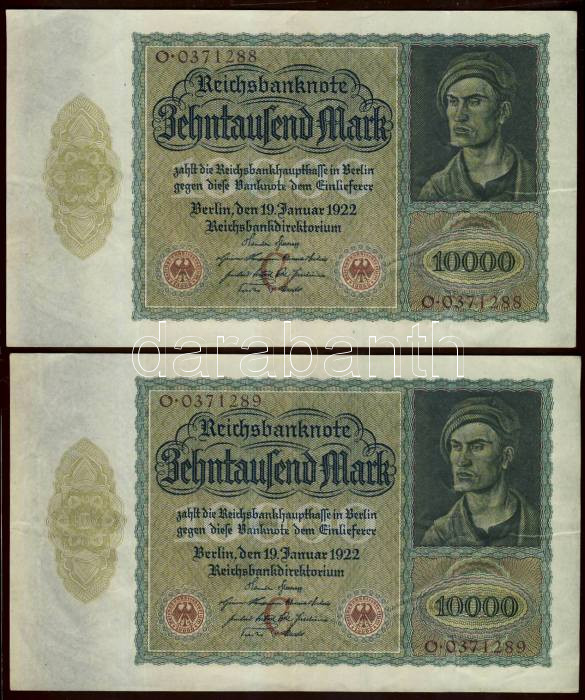 O·0371288
Reichsbanknote
Zehntausend Mark
zahlt die Reichsbankhauptkasse in Berlin
gegen diese Banknote dem Einlieferer
Berlin, den 19. Januar 1922
Reichsbankdirektorium
10000
O·0371288
darabanth
O·0371289
Reichsbanknote
Zehntausend Mark
zahlt die Reichsbankhauptkasse in Berlin
gegen diese Banknote dem Einlieferer
Berlin, den 19. Januar 1922
Reichsbankdirektorium
10000
O·0371289